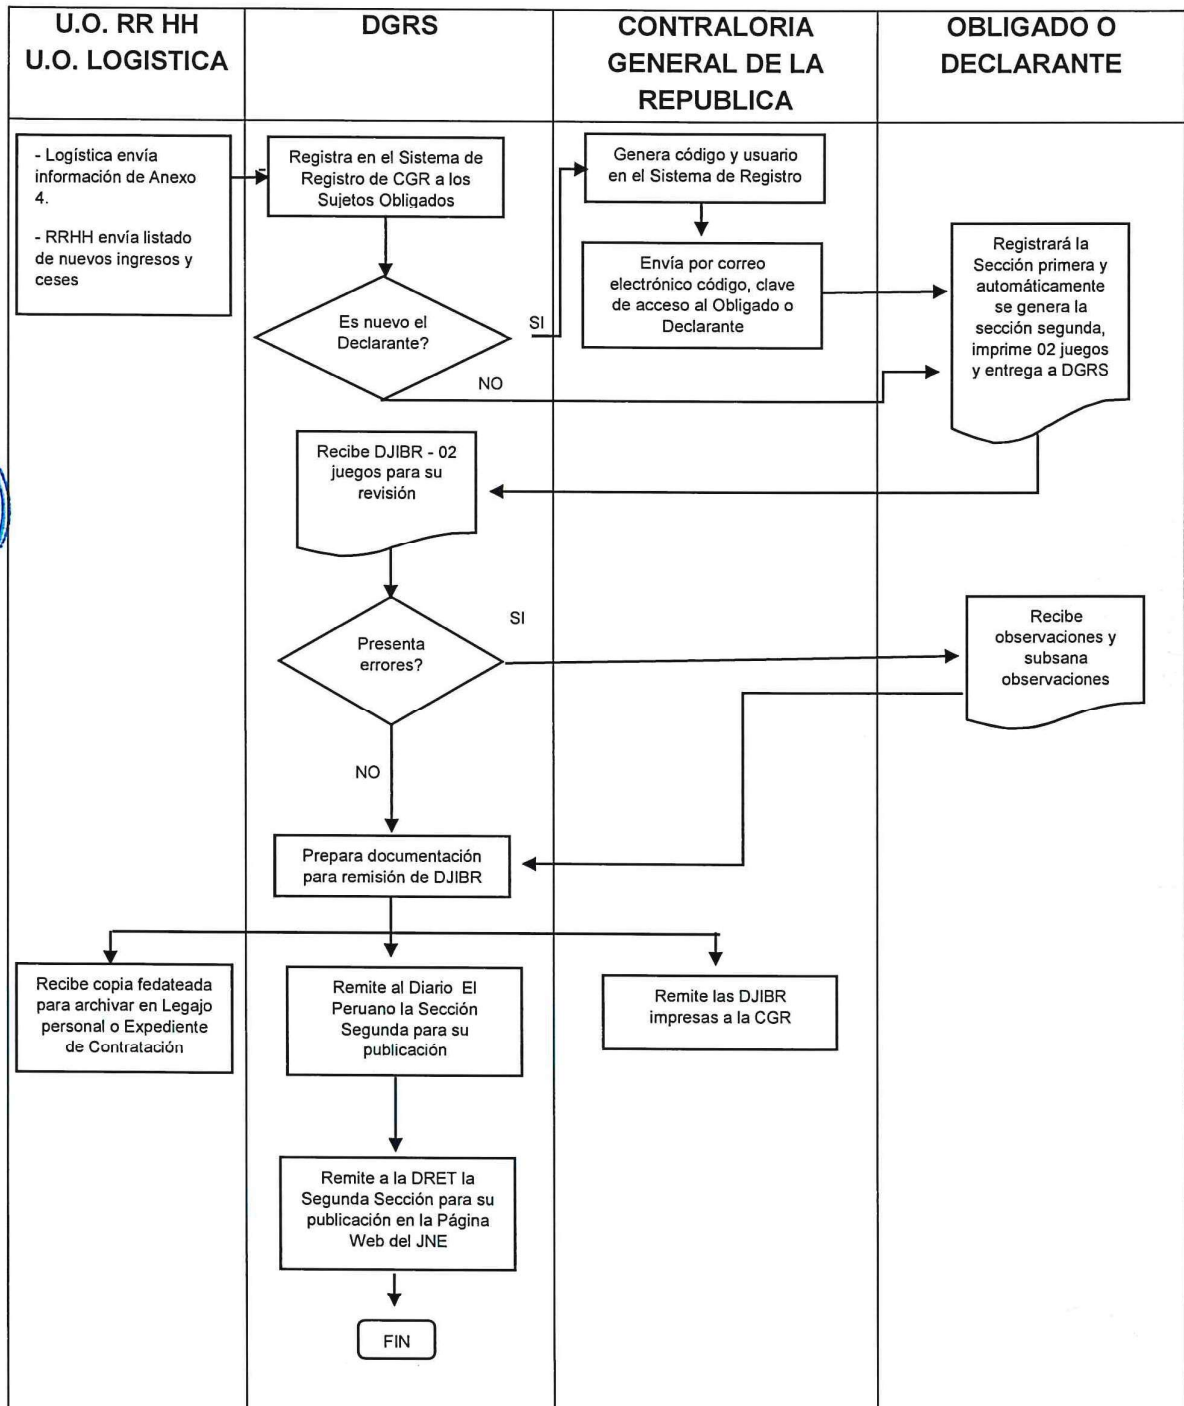 U.O. RR HH
U.O. LOGISTICA
DGRS
CONTRALORIA
GENERAL DE LA
REPUBLICA
OBLIGADO O
DECLARANTE
- Logística envía
información de Anexo
4.
- RRHH envía listado
de nuevos ingresos y
ceses
Registra en el Sistema de
Registro de CGR a los
Sujetos Obligados
Genera código y usuario
en el Sistema de Registro
Envía por correo
electrónico código, clave
de acceso al Obligado o
Declarante
Registrará la
Sección primera y
automáticamente
se genera la
sección segunda,
imprime 02 juegos
y entrega a DGRS
Es nuevo el
Declarante?
SI
NO
Recibe DJIBR - 02
juegos para su
revisión
Presenta
errores?
SI
NO
Recibe
observaciones y
subsana
observaciones
Prepara documentación
para remisión de DJIBR
Recibe copia fedateada
para archivar en Legajo
personal o Expediente
de Contratación
Remite al Diario El
Peruano la Sección
Segunda para su
publicación
Remite las DJIBR
impresas a la CGR
Remite a la DRET la
Segunda Sección para su
publicación en la Página
Web del JNE
FIN